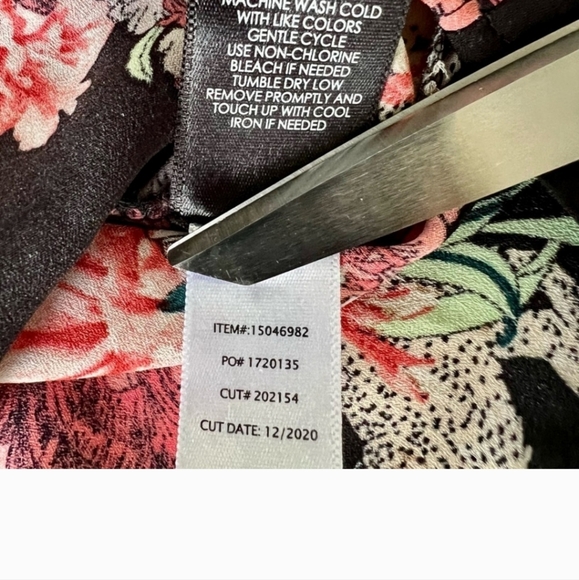 MACHINE WASH COLD
WITH LIKE COLORS
GENTLE CYCLE
USE NON-CHLORINE
BLEACH IF NEEDED
TUMBLE DRY LOW
REMOVE PROMPTLY AND
TOUCH UP WITH COOL
IRON IF NEEDED
ITEM#:15046982
PO# 1720135
CUT# 202154
CUT DATE: 12/2020